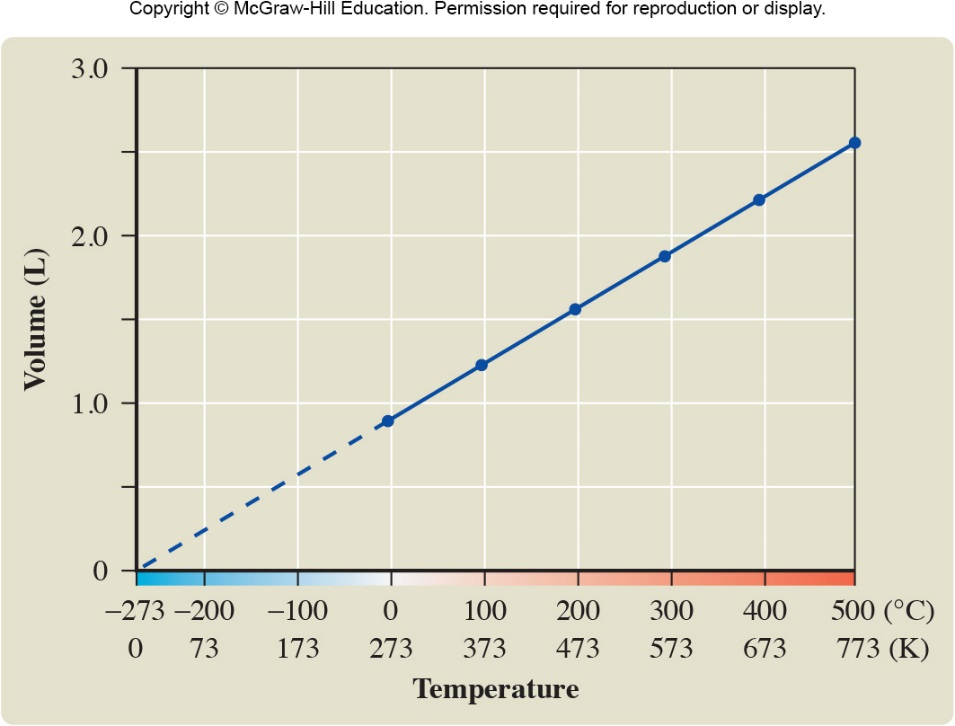 Copyright © McGraw-Hill Education. Permission required for reproduction or display.
3.0
2.0
1.0
0
Volume (L)
−273 −200 −100 0 100 200 300 400 500 (°C)
0 73 173 273 373 473 573 673 773 (K)
Temperature